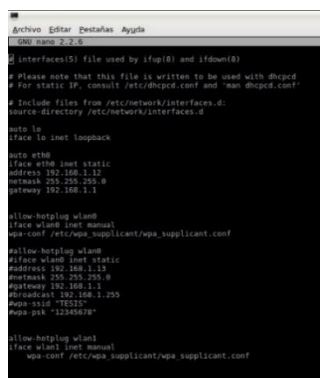 Archivo Editar Pestañas Ayuda
GNU nano 2.2.6
# interfaces(5) file used by ifup(8) and ifdown(8)
# Please note that this file is written to be used with dhcpcd
# For static IP, consult /etc/dhcpcd.conf and 'man dhcpcd.conf'
# Include files from /etc/network/interfaces.d:
source-directory /etc/network/interfaces.d
auto lo
iface lo inet loopback
auto eth0
iface eth0 inet static
address 192.168.1.12
netmask 255.255.255.0
gateway 192.168.1.1
allow-hotplug wlan0
iface wlan0 inet manual
wpa-conf /etc/wpa_supplicant/wpa_supplicant.conf
#allow-hotplug wlan0
#iface wlan0 inet static
#address 192.168.1.13
#netmask 255.255.255.0
#gateway 192.168.1.1
#broadcast 192.168.1.255
#wpa-ssid "TESIS"
#wpa-psk "12345678"
allow-hotplug wlan1
iface wlan1 inet manual
wpa-conf /etc/wpa_supplicant/wpa_supplicant.conf